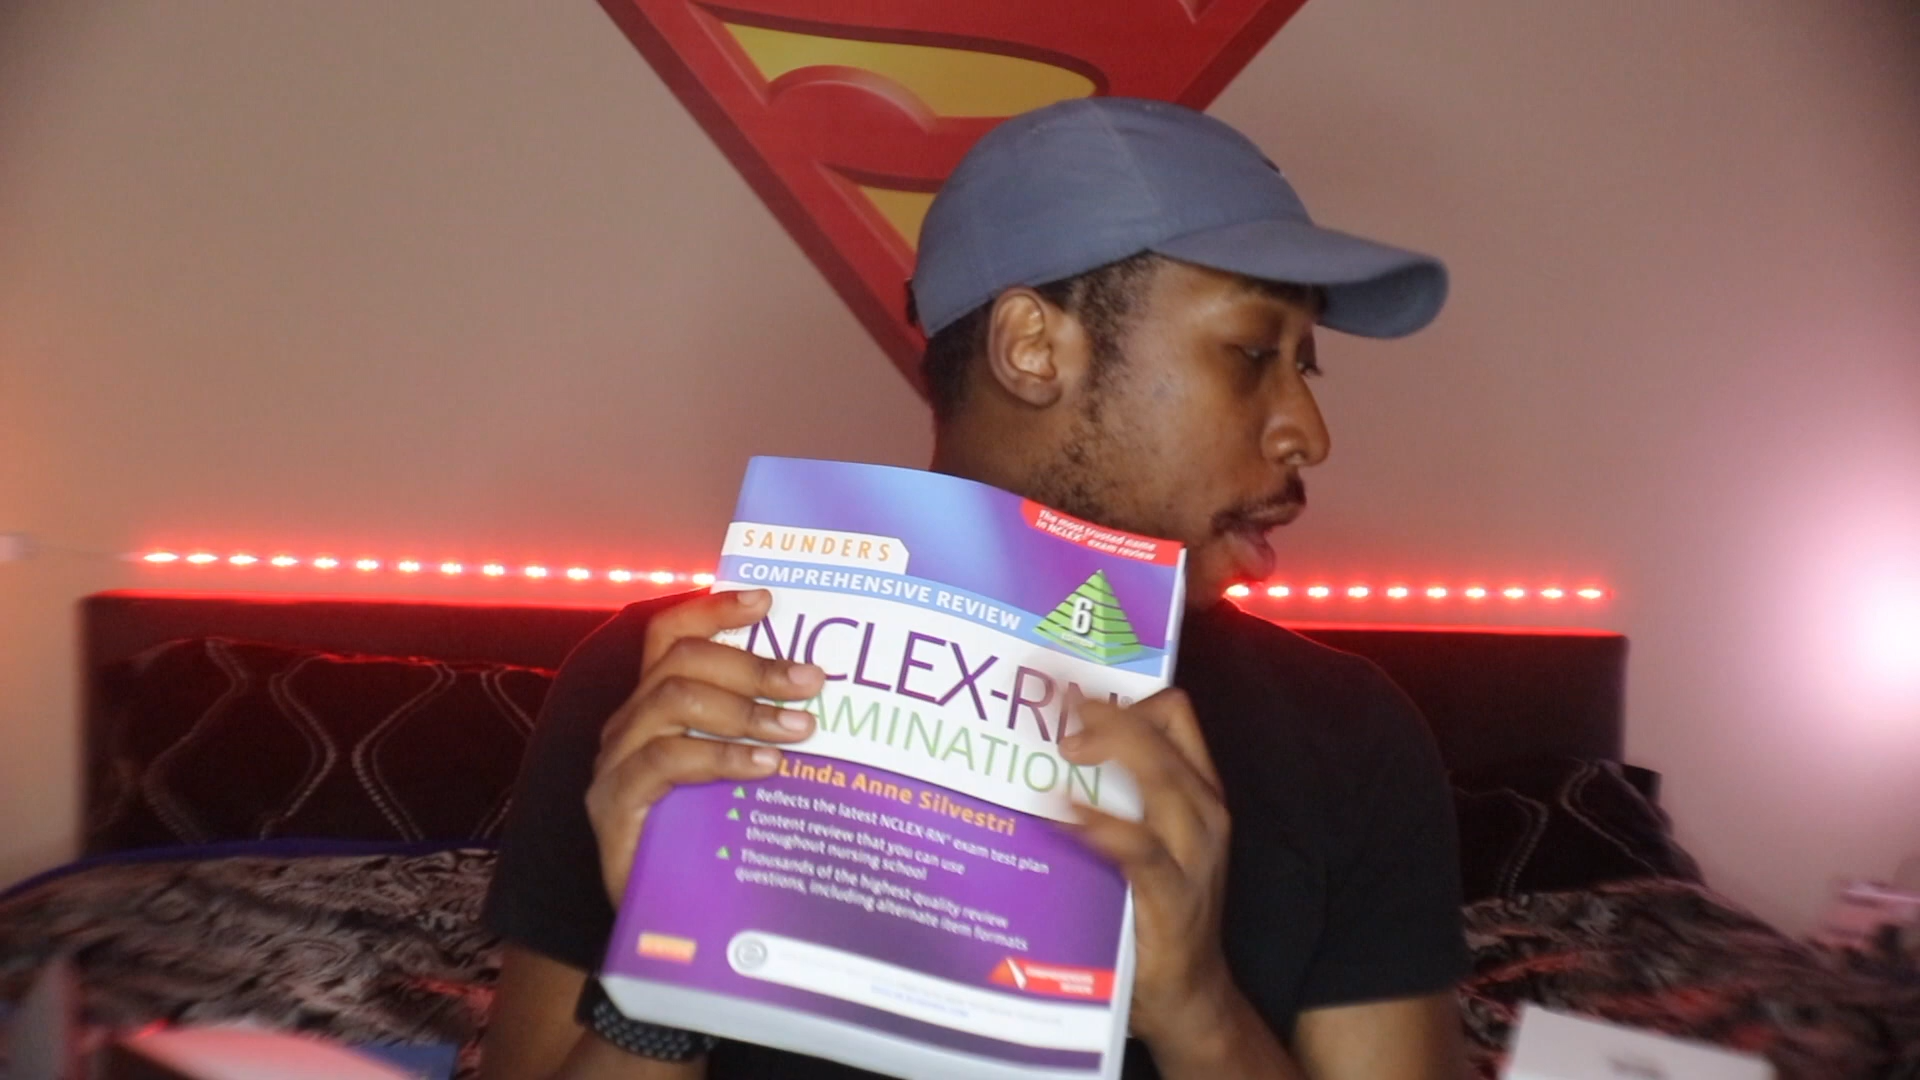 The most trusted name
in NCLEX® exam review
SAUNDERS
COMPREHENSIVE REVIEW
6
EDITION
NCLEX-RN®
AMINATION
Linda Anne Silvestri
Reflects the latest NCLEX-RN® exam test plan
Content review that you can use
throughout nursing school
Thousands of the highest-quality review
questions, including alternate item formats